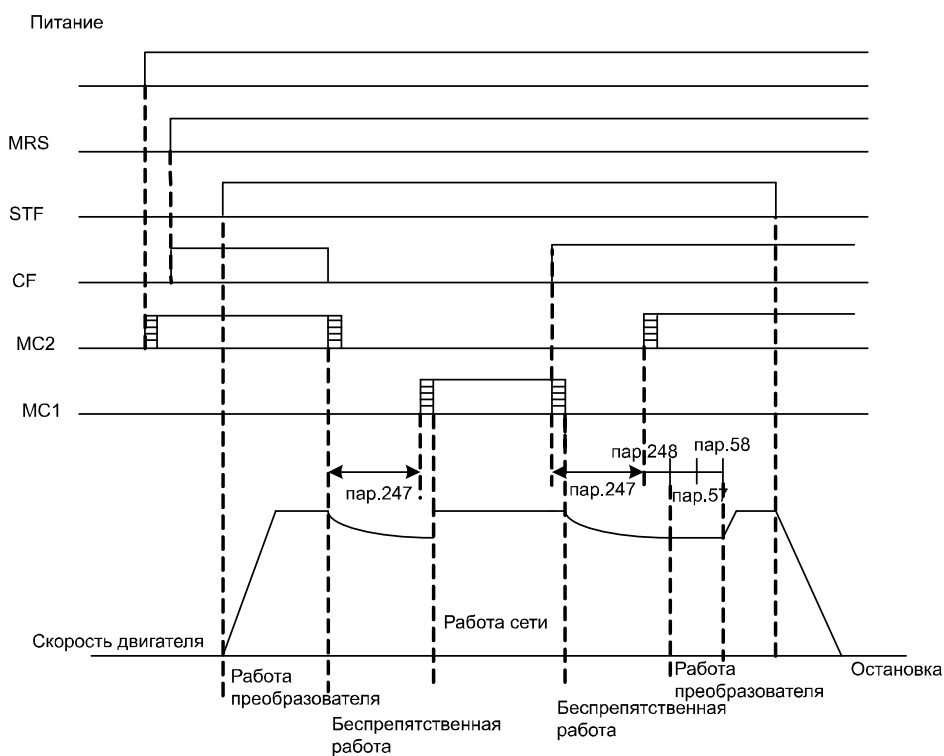 Питание
MRS
STF
CF
MC2
MC1
пар.247
пар.247
пар.248
пар.57
пар.58
Скорость двигателя
Работа сети
Остановка
Работа
преобразователя
Беспрепятственная
работа
Беспрепятственная
работа
Работа
преобразователя